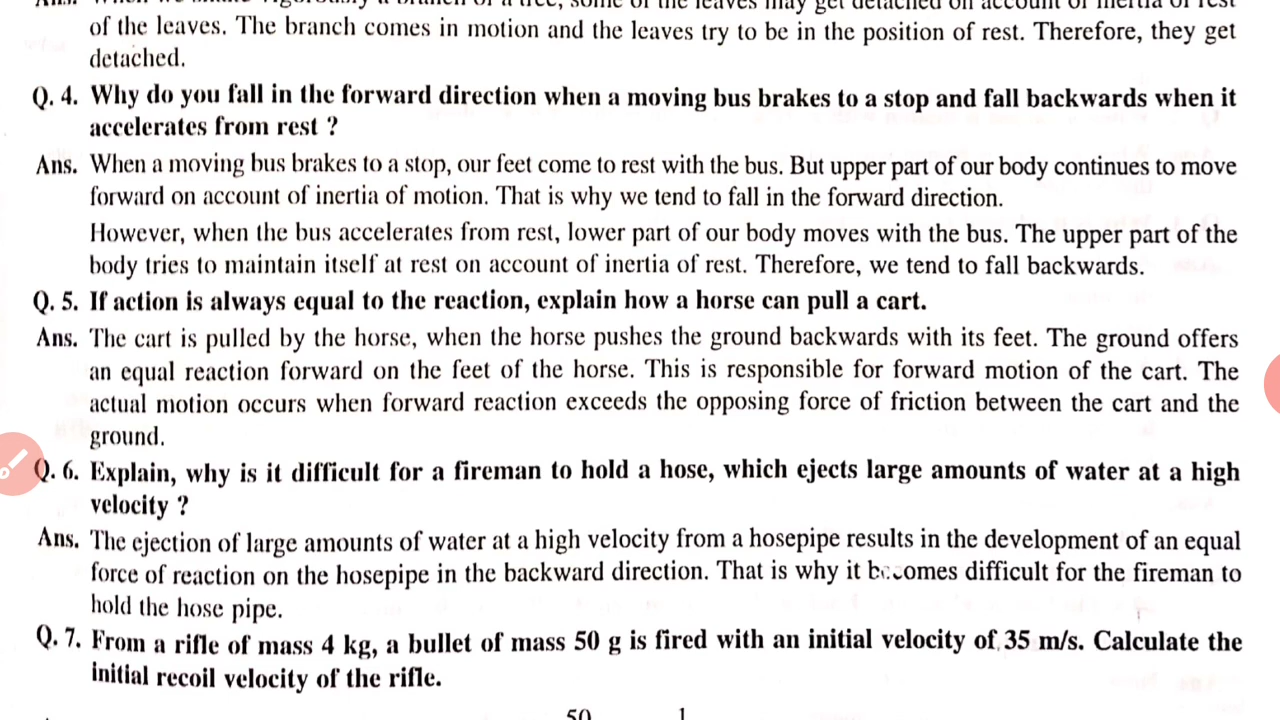 of the leaves. The branch comes in motion and the leaves try to be in the position of rest. Therefore, they get
detached.
Q. 4. Why do you fall in the forward direction when a moving bus brakes to a stop and fall backwards when it
accelerates from rest ?
Ans. When a moving bus brakes to a stop, our feet come to rest with the bus. But upper part of our body continues to move
forward on account of inertia of motion. That is why we tend to fall in the forward direction.
However, when the bus accelerates from rest, lower part of our body moves with the bus. The upper part of the
body tries to maintain itself at rest on account of inertia of rest. Therefore, we tend to fall backwards.
Q. 5. If action is always equal to the reaction, explain how a horse can pull a cart.
Ans. The cart is pulled by the horse, when the horse pushes the ground backwards with its feet. The ground offers
an equal reaction forward on the feet of the horse. This is responsible for forward motion of the cart. The
actual motion occurs when forward reaction exceeds the opposing force of friction between the cart and the
ground.
Q. 6. Explain, why is it difficult for a fireman to hold a hose, which ejects large amounts of water at a high
velocity ?
Ans. The ejection of large amounts of water at a high velocity from a hosepipe results in the development of an equal
force of reaction on the hosepipe in the backward direction. That is why it becomes difficult for the fireman to
hold the hose pipe.
Q. 7. From a rifle of mass 4 kg, a bullet of mass 50 g is fired with an initial velocity of 35 m/s. Calculate the
initial recoil velocity of the rifle.
50 1